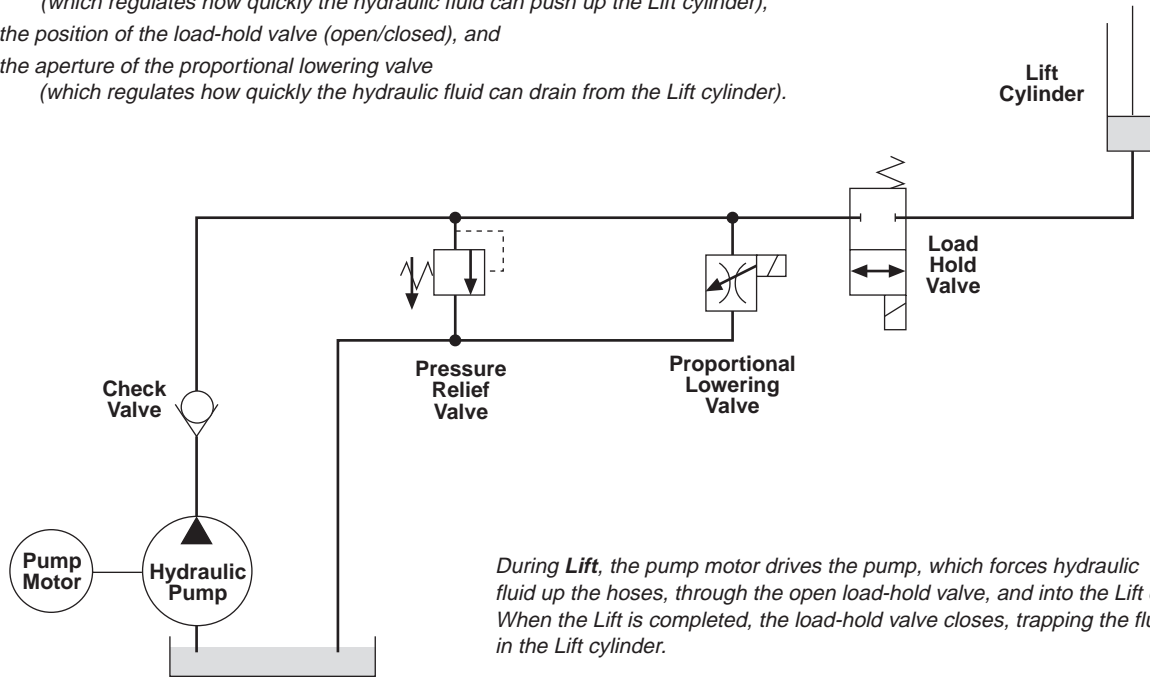 (which regulates how quickly the hydraulic fluid can push up the Lift cylinder),
the position of the load-hold valve (open/closed), and
the aperture of the proportional lowering valve
(which regulates how quickly the hydraulic fluid can drain from the Lift cylinder).
Lift
Cylinder
Load
Hold
Valve
Pressure
Relief
Valve
Proportional
Lowering
Valve
Check
Valve
Pump
Motor
Hydraulic
Pump
During Lift, the pump motor drives the pump, which forces hydraulic
fluid up the hoses, through the open load-hold valve, and into the Lift
When the Lift is completed, the load-hold valve closes, trapping the
in the Lift cylinder.